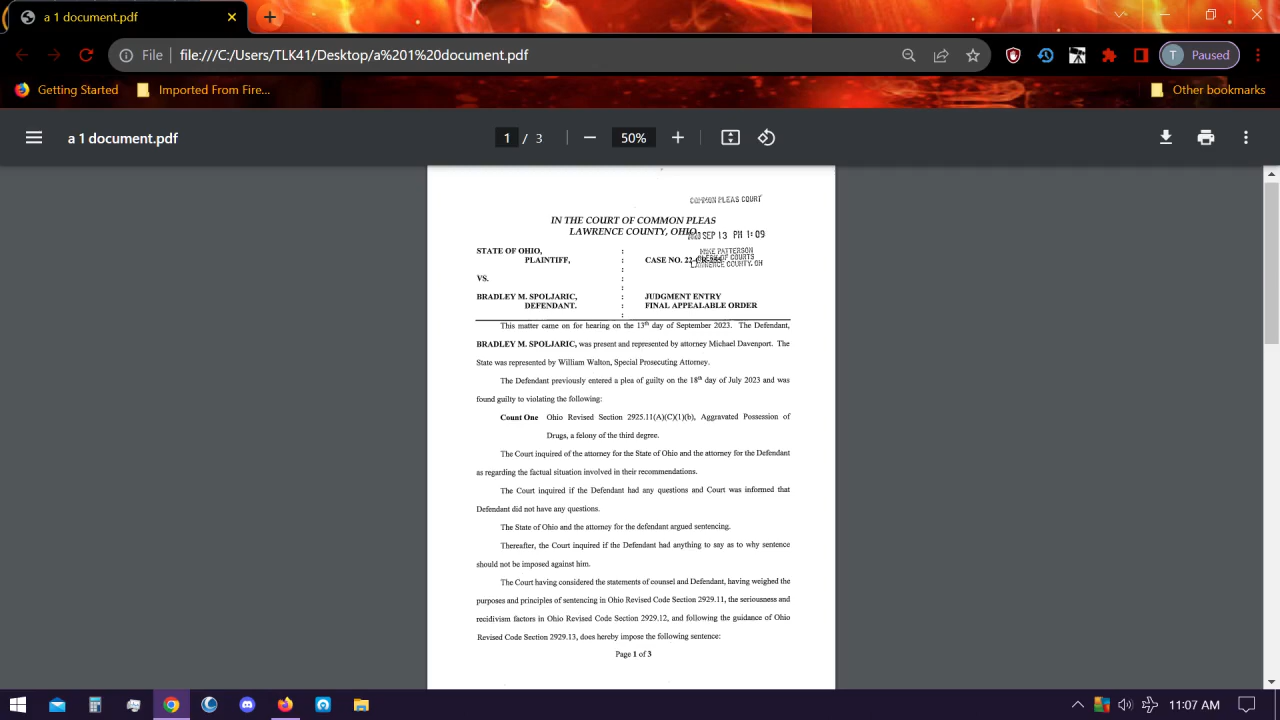 a 1 document.pdf
File file:///C:/Users/TLK41/Desktop/a%201%20document.pdf
Paused
Getting Started Imported From Fire...
Other bookmarks
a 1 document.pdf
1 / 3 50%
COMMON PLEAS COURT
IN THE COURT OF COMMON PLEAS
LAWRENCE COUNTY, OHIO
SEP 13 PM 1:09
MIKE PATTERSON
CLERK OF COURTS
LAWRENCE COUNTY, OH
STATE OF OHIO,
PLAINTIFF, : CASE NO. 22-CR-
VS.
BRADLEY M. SPOLJARIC, : JUDGMENT ENTRY
DEFENDANT. : FINAL APPEALABLE ORDER
This matter came on for hearing on the 13th day of September 2023. The Defendant,
BRADLEY M. SPOLJARIC, was present and represented by attorney Michael Davenport. The
State was represented by William Walton, Special Prosecuting Attorney.
The Defendant previously entered a plea of guilty on the 18th day of July 2023 and was
found guilty to violating the following:
Count One Ohio Revised Section 2925.11(A)(C)(1)(b), Aggravated Possession of
Drugs, a felony of the third degree.
The Court inquired of the attorney for the State of Ohio and the attorney for the Defendant
as regarding the factual situation involved in their recommendations.
The Court inquired if the Defendant had any questions and Court was informed that
Defendant did not have any questions.
The State of Ohio and the attorney for the defendant argued sentencing.
Thereafter, the Court inquired if the Defendant had anything to say as to why sentence
should not be imposed against him.
The Court having considered the statements of counsel and Defendant, having weighed the
purposes and principles of sentencing in Ohio Revised Code Section 2929.11, the seriousness and
recidivism factors in Ohio Revised Code Section 2929.12, and following the guidance of Ohio
Revised Code Section 2929.13, does hereby impose the following sentence:
Page 1 of 3
11:07 AM